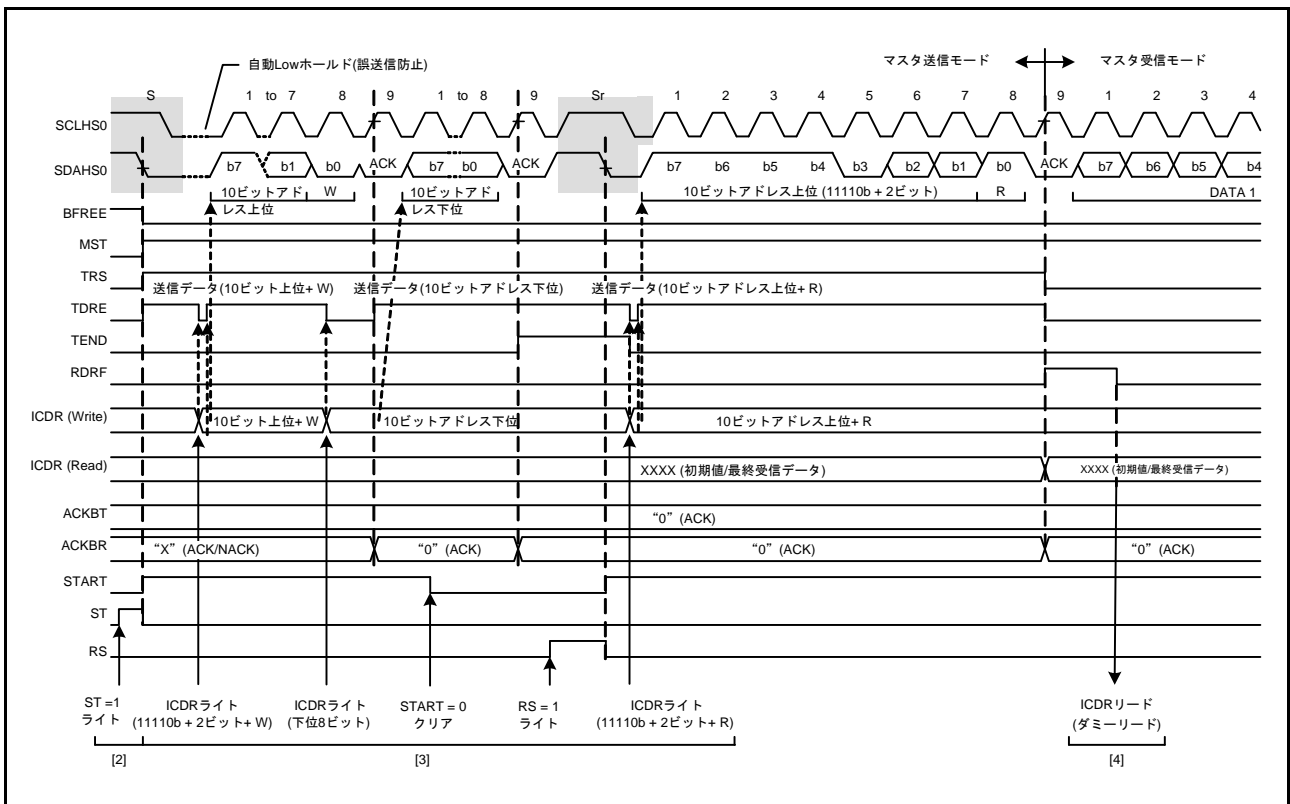 自動Lowホールド(誤送信防止)
マスタ送信モード マスタ受信モード
S 1 to 7 8 9 1 to 8 9 Sr 1 2 3 4 5 6 7 8 9 1 2 3 4
SCLHS0
SDAHS0 b7 b1 b0 ACK b7 b0 ACK b7 b6 b5 b4 b3 b2 b1 b0 ACK b7 b6 b5 b4
10ビットアド W 10ビットアド 10ビットアドレス上位 (11110b + 2ビット) R DATA 1
レス上位 レス下位
BFREE
MST
TRS
送信データ(10ビット上位+ W) 送信データ(10ビットアドレス下位) 送信データ(10ビットアドレス上位+ R)
TDRE
TEND
RDRF
ICDR (Write) 10ビット上位+ W 10ビットアドレス下位 10ビットアドレス上位+ R
ICDR (Read) XXXX (初期値/最終受信データ) XXXX (初期値/最終受信データ)
ACKBT “0” (ACK)
ACKBR “X” (ACK/NACK) “0” (ACK) “0” (ACK) “0” (ACK)
START
ST
RS
ST =1 ICDRライト ICDRライト START = 0 RS = 1 ICDRライト ICDRリード
ライト (11110b + 2ビット+ W) (下位8ビット) クリア ライト (11110b + 2ビット+ R) (ダミーリード)
[2] [3] [4]